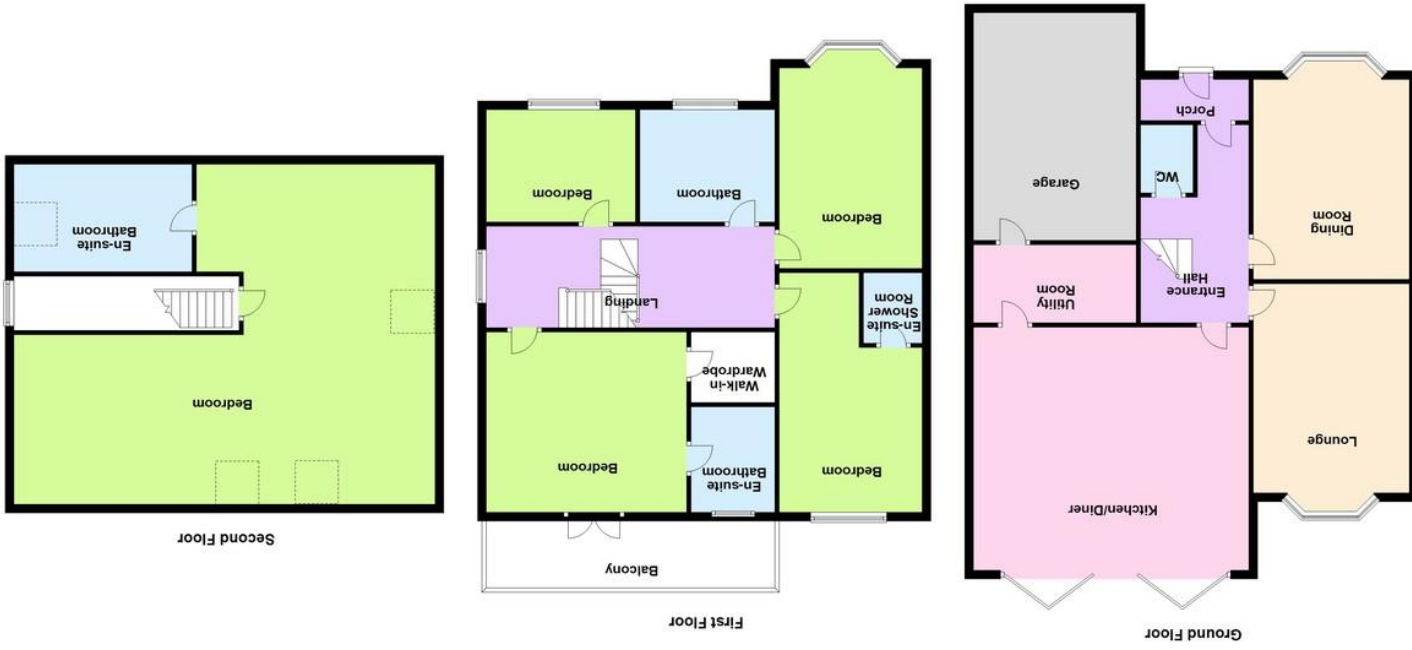 Ground Floor
Kitchen/Diner
Lounge
Utility
Room
Entrance
Hall
Dining
Room
Garage
WC
Porch
First Floor
Balcony
Bedroom
En-suite
Bathroom
Bedroom
Walk-in
Wardrobe
En-suite
Shower
Room
Landing
Bedroom
Bathroom
Bedroom
Second Floor
Bedroom
En-suite
Bathroom